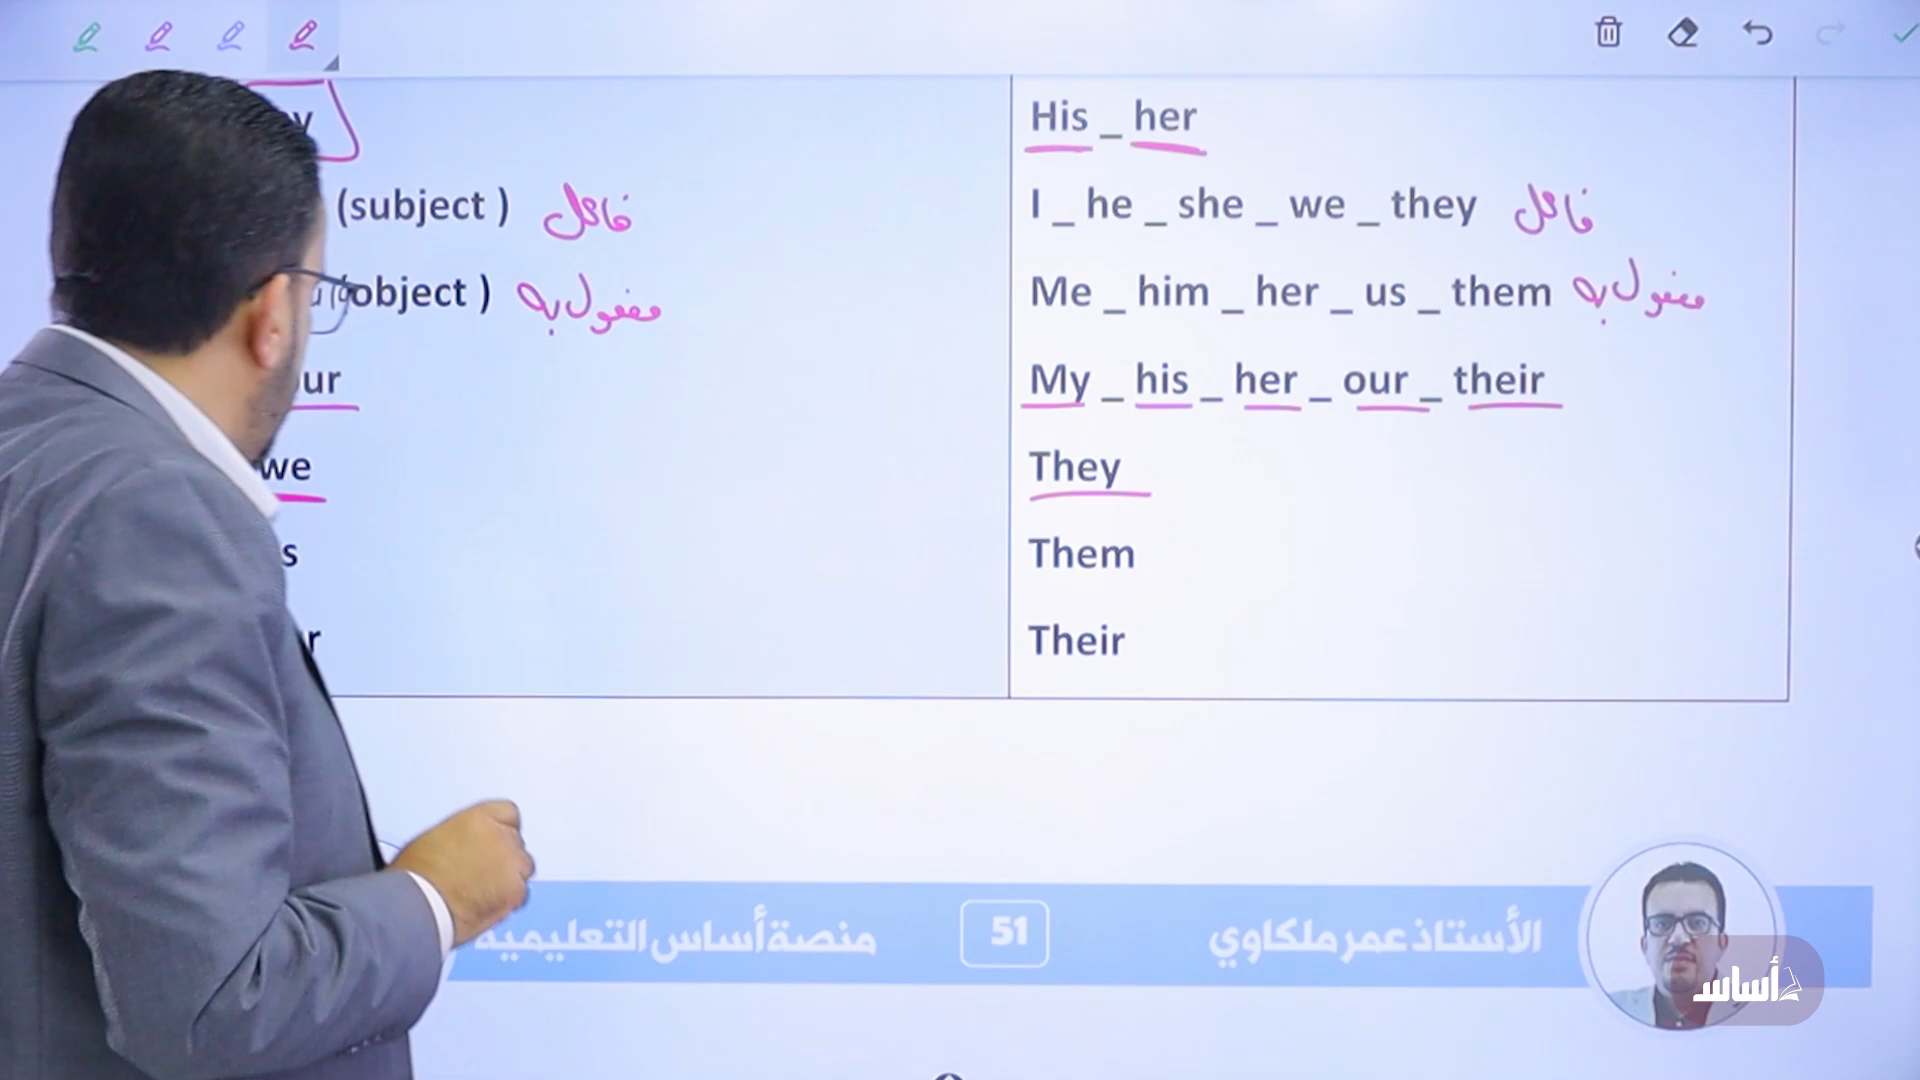 His _ her
(subject ) فاعل
I _ he _ she _ we _ they فاعل
object ) مفعول به
Me _ him _ her _ us _ them مفعول به
My _ his _ her _ our _ their
we
They
Them
Their
الأستاذ عمر ملكاوي
51
منصة أساس التعليمية
أساس